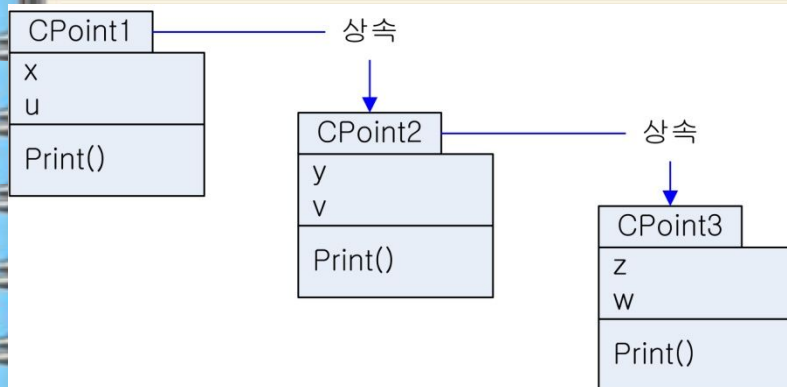 CPoint1
상속
x
u
Print()
CPoint2
상속
y
v
Print()
CPoint3
z
w
Print()